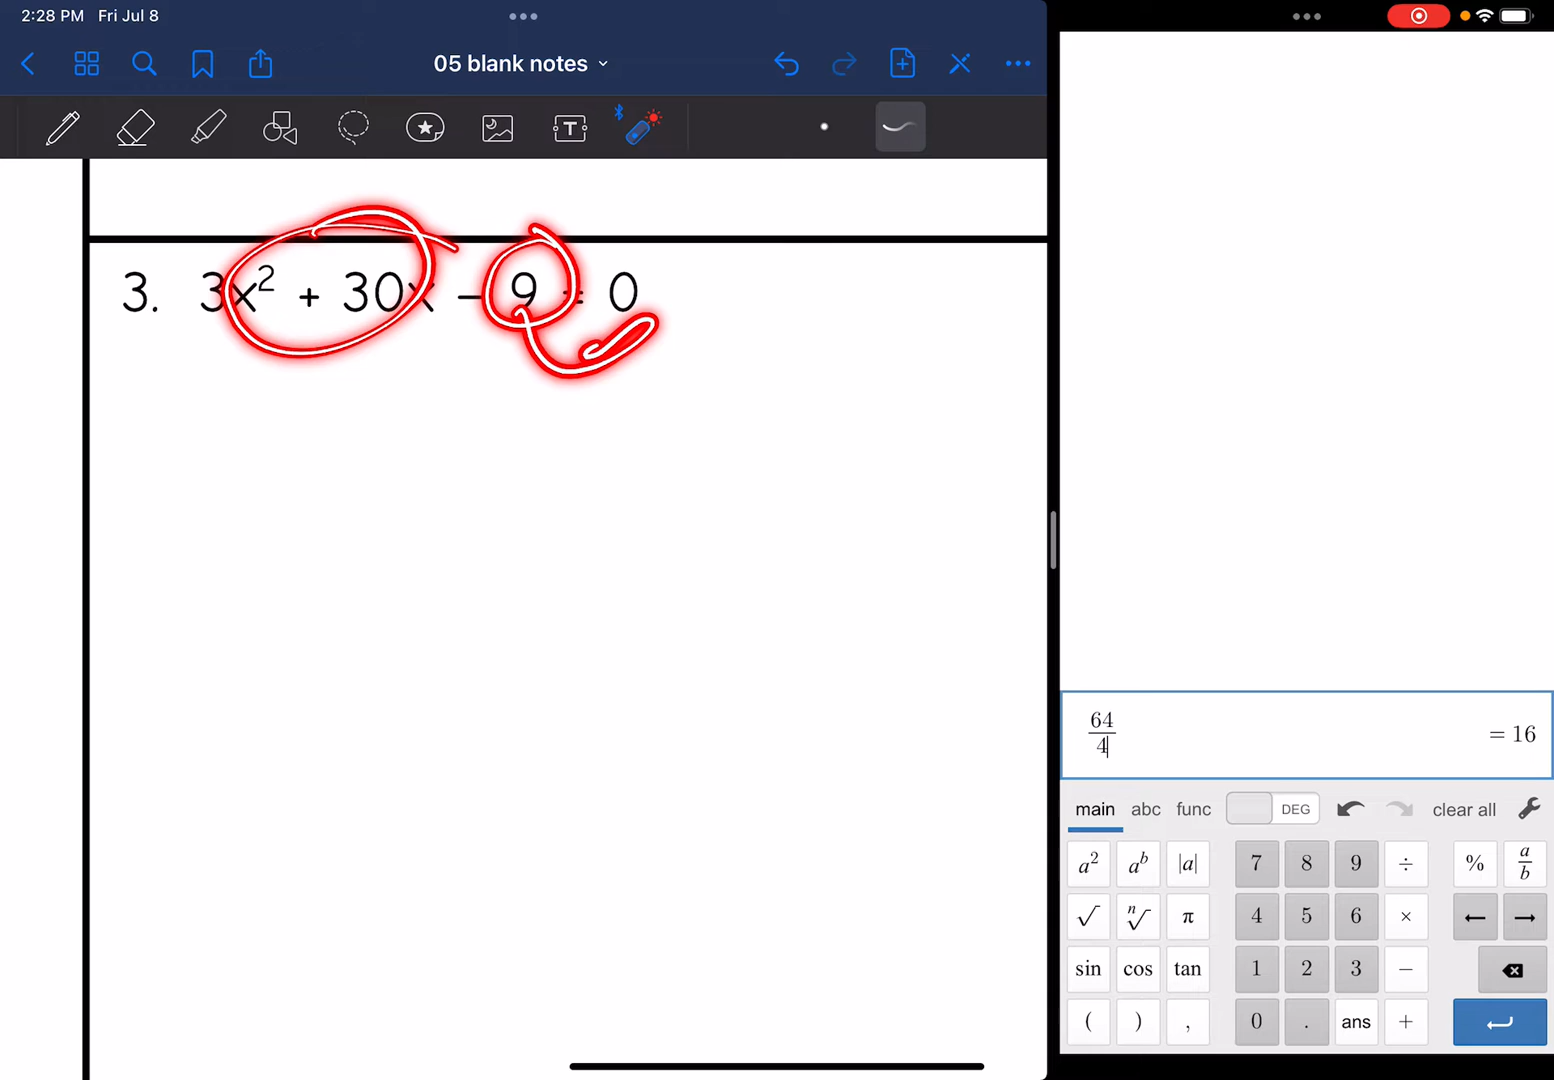 2:28 PM Fri Jul 8
05 blank notes
T
3. 3x² + 30x − 9 = 0
64/4 = 16
main abc func DEG clear all
a² aᵇ |a| 7 8 9 ÷ % a/b
√ ⁿ√ π 4 5 6 × ← →
sin cos tan 1 2 3 −
( ) , 0 . ans +